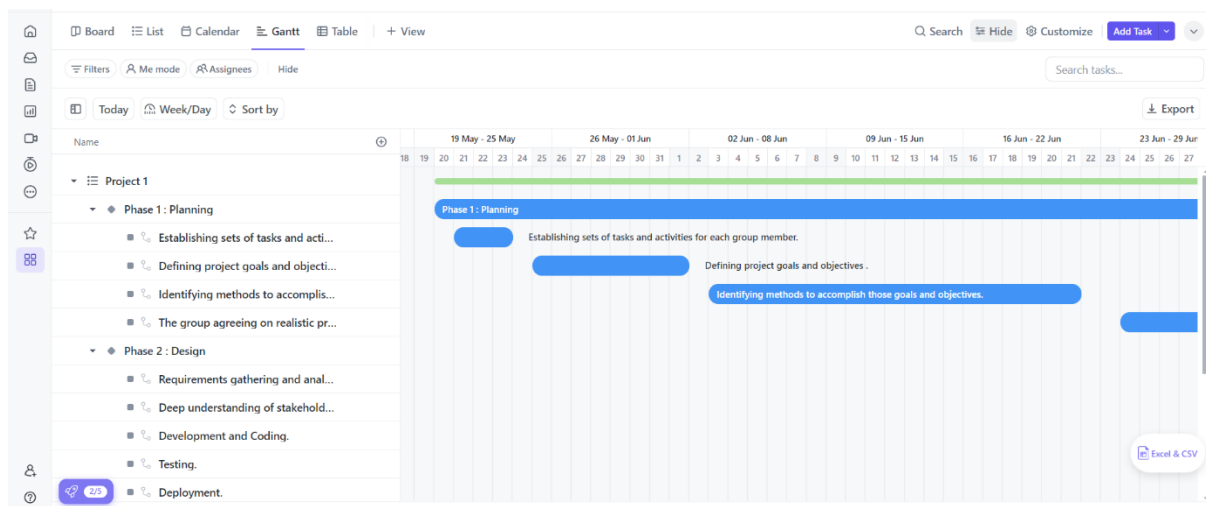 Board List Calendar Gantt Table + View Search Hide Customize Add Task
Filters Me mode Assignees Hide Search tasks...
Today Week/Day Sort by Export
Name 19 May - 25 May 26 May - 01 Jun 02 Jun - 08 Jun 09 Jun - 15 Jun 16 Jun - 22 Jun 23 Jun - 29 Jun
18 19 20 21 22 23 24 25 26 27 28 29 30 31 1 2 3 4 5 6 7 8 9 10 11 12 13 14 15 16 17 18 19 20 21 22 23 24 25 26 27
Project 1
Phase 1 : Planning Phase 1 : Planning
Establishing sets of tasks and acti... Establishing sets of tasks and activities for each group member.
Defining project goals and objecti... Defining project goals and objectives .
Identifying methods to accomplis... Identifying methods to accomplish those goals and objectives.
The group agreeing on realistic pr...
Phase 2 : Design
Requirements gathering and anal...
Deep understanding of stakehold...
Development and Coding.
Excel & CSV
Testing.
2/5 Deployment.